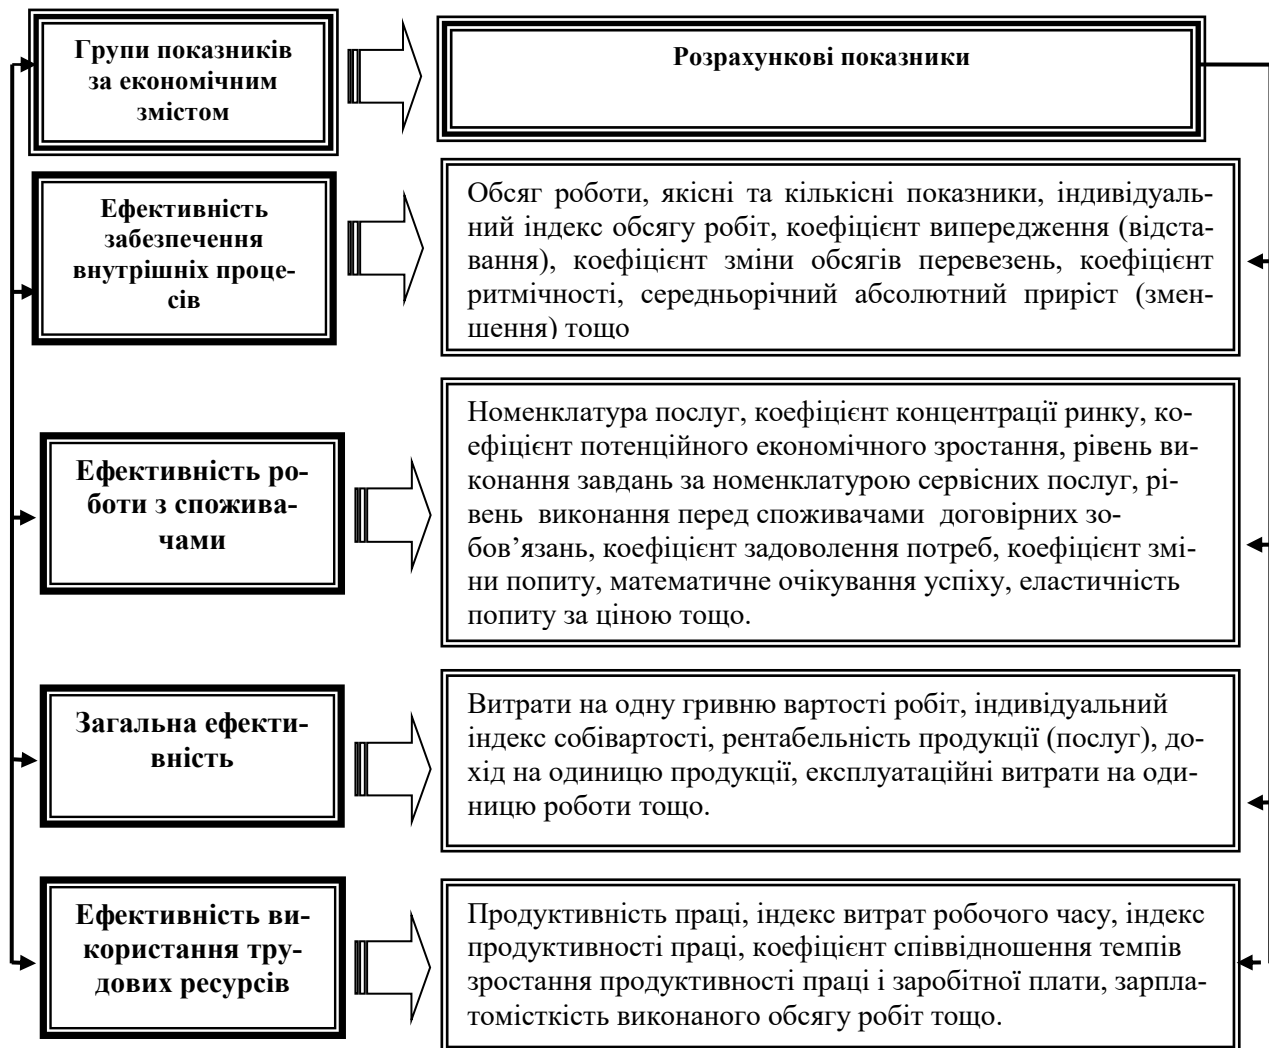 Групи показників
за економічним
змістом
Розрахункові показники
Ефективність
забезпечення
внутрішніх проце-
сів
Обсяг роботи, якісні та кількісні показники, індивідуаль-
ний індекс обсягу робіт, коефіцієнт випередження (відста-
вання), коефіцієнт зміни обсягів перевезень, коефіцієнт
ритмічності, середньорічний абсолютний приріст (змен-
шення) тощо
Ефективність ро-
боти з спожива-
чами
Номенклатура послуг, коефіцієнт концентрації ринку, ко-
ефіцієнт потенційного економічного зростання, рівень ви-
конання завдань за номенклатурою сервісних послуг, рі-
вень виконання перед споживачами договірних зо-
бов’язань, коефіцієнт задоволення потреб, коефіцієнт змі-
ни попиту, математичне очікування успіху, еластичність
попиту за ціною тощо.
Загальна ефекти-
вність
Витрати на одну гривню вартості робіт, індивідуальний
індекс собівартості, рентабельність продукції (послуг), до-
хід на одиницю продукції, експлуатаційні витрати на оди-
ницю роботи тощо.
Ефективність ви-
користання тру-
дових ресурсів
Продуктивність праці, індекс витрат робочого часу, індекс
продуктивності праці, коефіцієнт співвідношення темпів
зростання продуктивності праці і заробітної плати, зарпла-
томісткість виконаного обсягу робіт тощо.